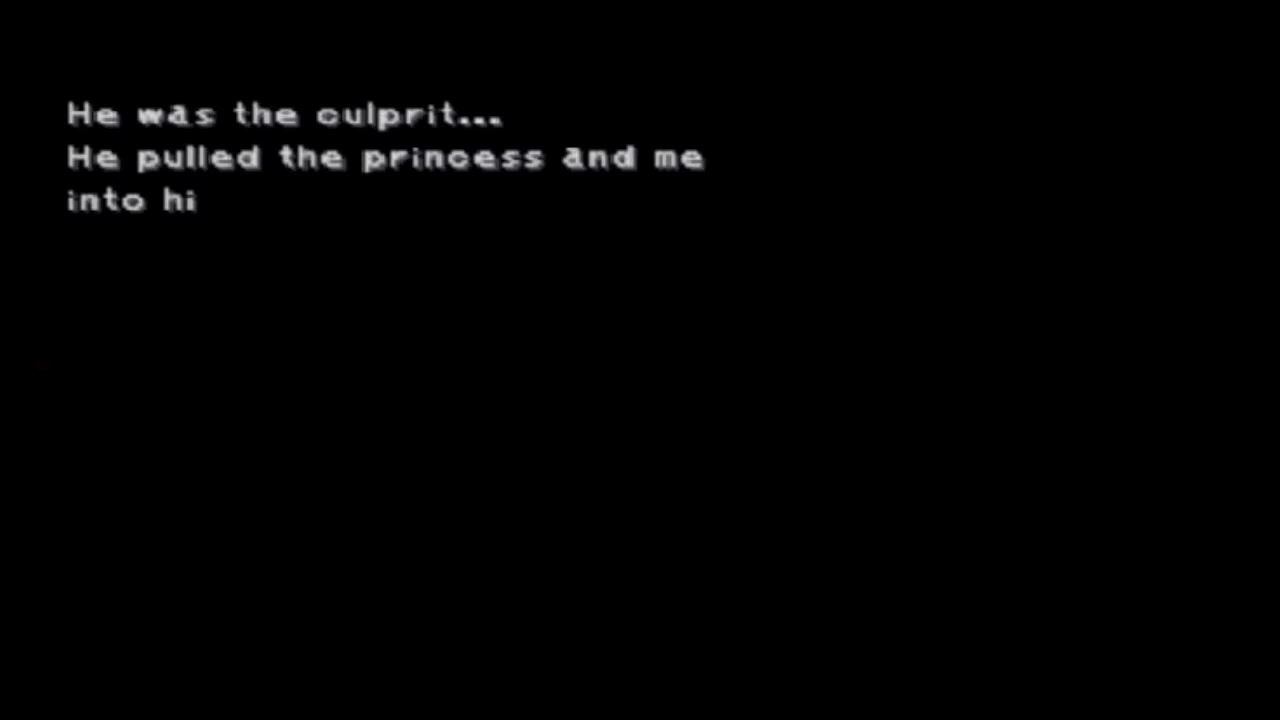 He was the culprit...
He pulled the princess and me
into hi